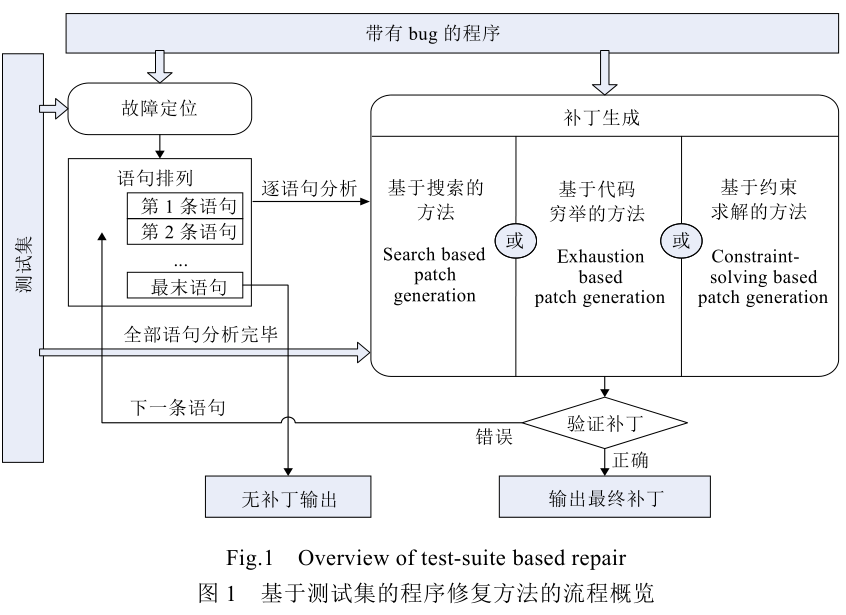 带有 bug 的程序
测试集
故障定位
语句排列
第 1 条语句
第 2 条语句
...
最末语句
逐语句分析
补丁生成
基于搜索的
方法
Search based
patch
generation
或
基于代码
穷举的方法
Exhaustion
based
patch generation
或
基于约束
求解的方法
Constraint-
solving based
patch generation
全部语句分析完毕
下一条语句
验证补丁
错误
正确
无补丁输出
输出最终补丁
Fig.1 Overview of test-suite based repair
图 1 基于测试集的程序修复方法的流程概览